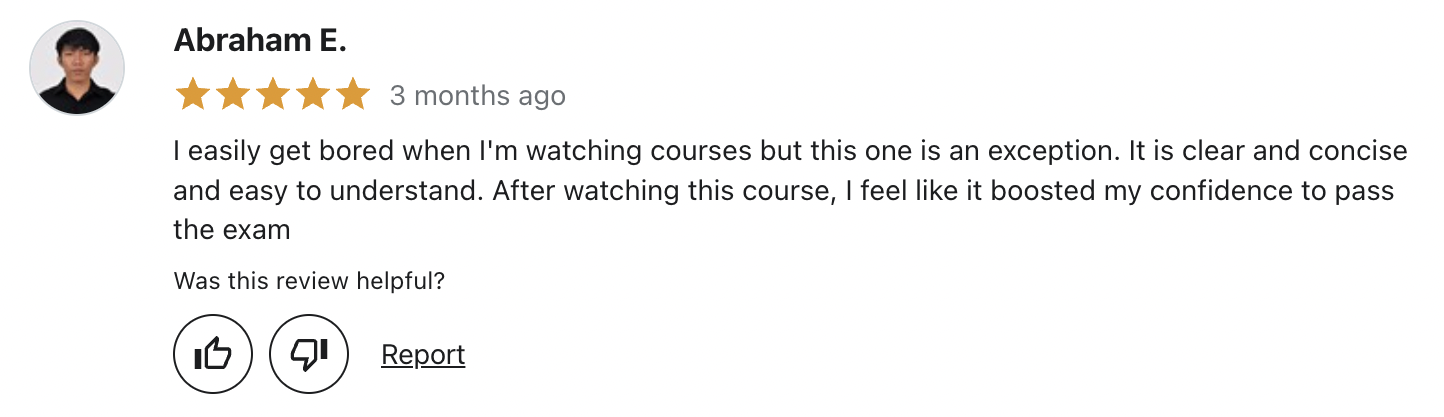 Abraham E.
3 months ago
I easily get bored when I'm watching courses but this one is an exception. It is clear and concise
and easy to understand. After watching this course, I feel like it boosted my confidence to pass
the exam
Was this review helpful?
Report